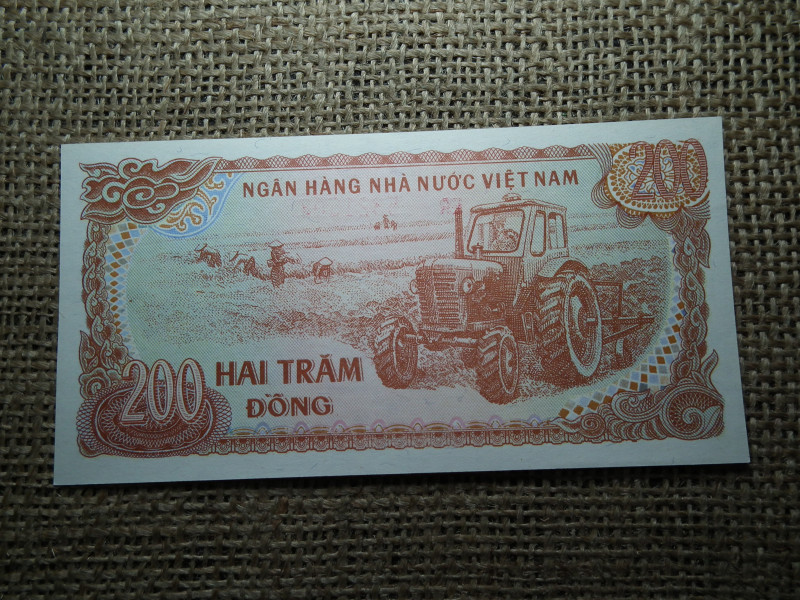 NGÂN HÀNG NHÀ NƯỚC VIỆT NAM
200
200
HAI TRĂM
ĐỒNG